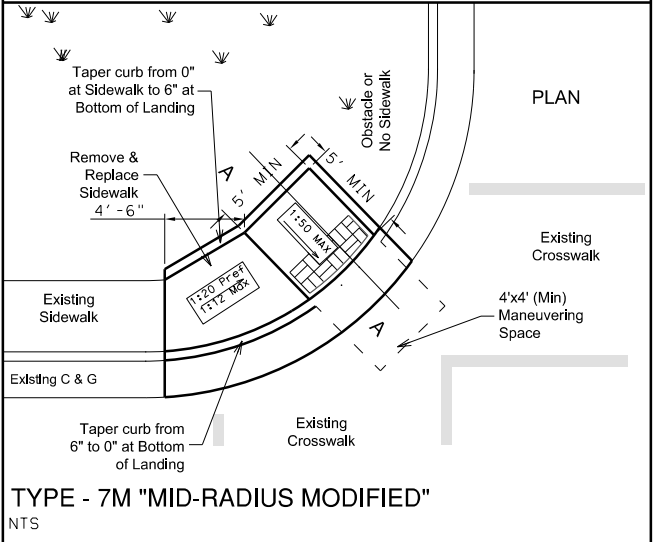 Taper curb from 0"
at Sidewalk to 6" at
Bottom of Landing
Obstacle or
No Sidewalk
PLAN
Remove &
Replace
Sidewalk
4'-6"
A
5' MIN
5' MIN
1:50 MAX
1:20 Pref
1:12 Max
Existing
Sidewalk
Existing
Crosswalk
4'x4' (Min)
Maneuvering
Space
A
Existing C & G
Existing
Crosswalk
Taper curb from
6" to 0" at Bottom
of Landing
TYPE - 7M "MID-RADIUS MODIFIED"
NTS